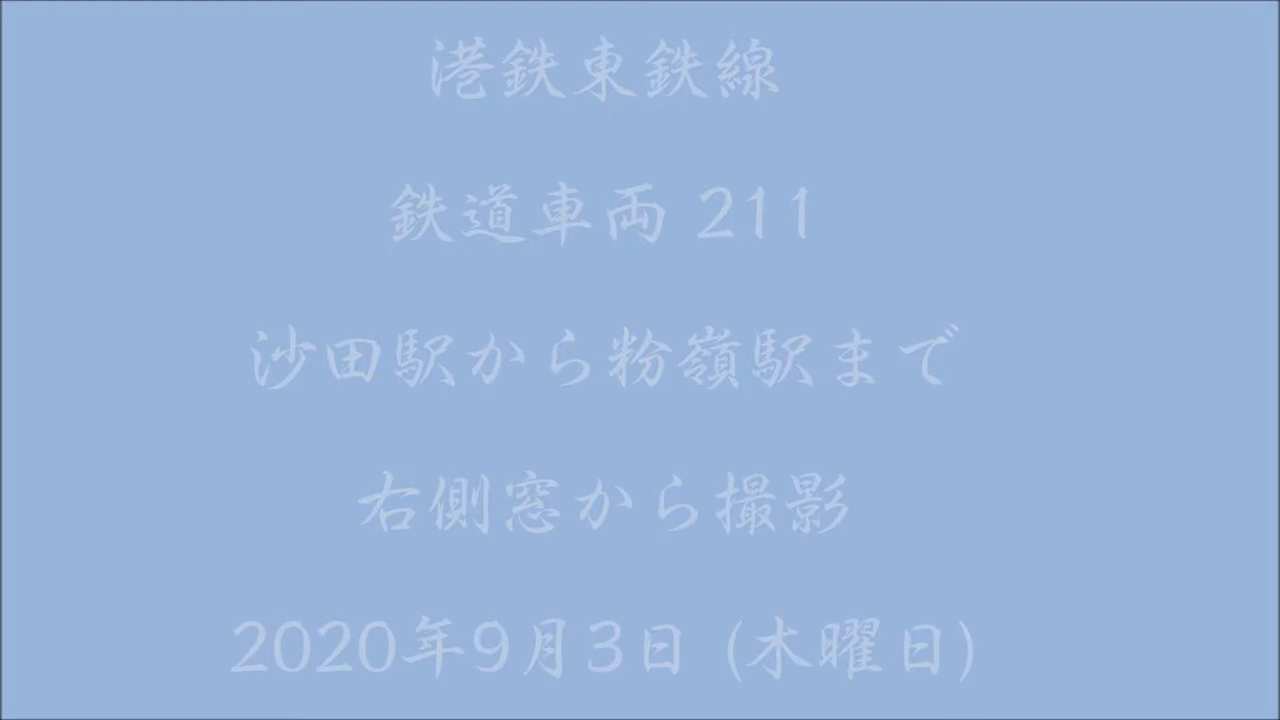 港鉄東鉄線
鉄道車両 211
沙田駅から粉嶺駅まで
右側窓から撮影
2020年9月3日 (木曜日)